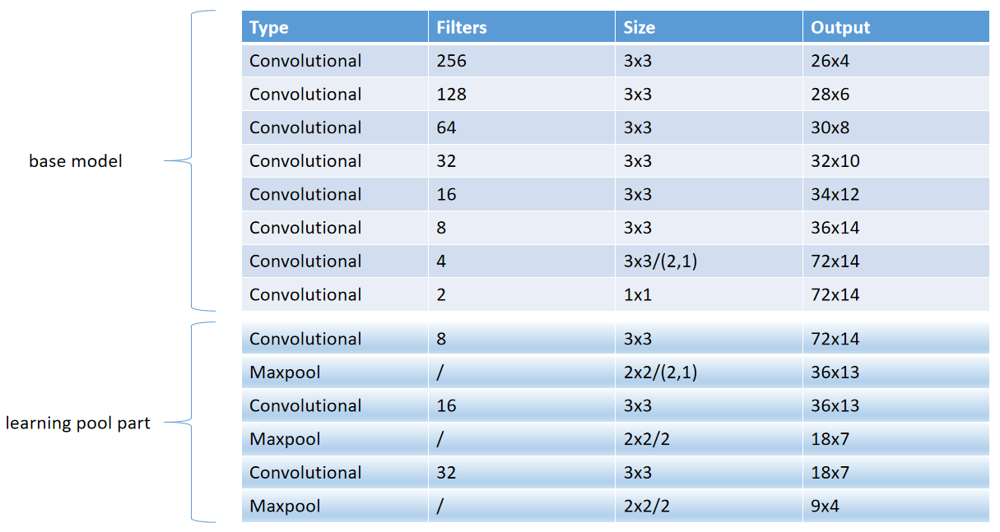 Type Filters Size Output
Convolutional 256 3x3 26x4
Convolutional 128 3x3 28x6
Convolutional 64 3x3 30x8
base model
Convolutional 32 3x3 32x10
Convolutional 16 3x3 34x12
Convolutional 8 3x3 36x14
Convolutional 4 3x3/(2,1) 72x14
Convolutional 2 1x1 72x14
Convolutional 8 3x3 72x14
Maxpool / 2x2/(2,1) 36x13
Convolutional 16 3x3 36x13
learning pool part
Maxpool / 2x2/2 18x7
Convolutional 32 3x3 18x7
Maxpool / 2x2/2 9x4